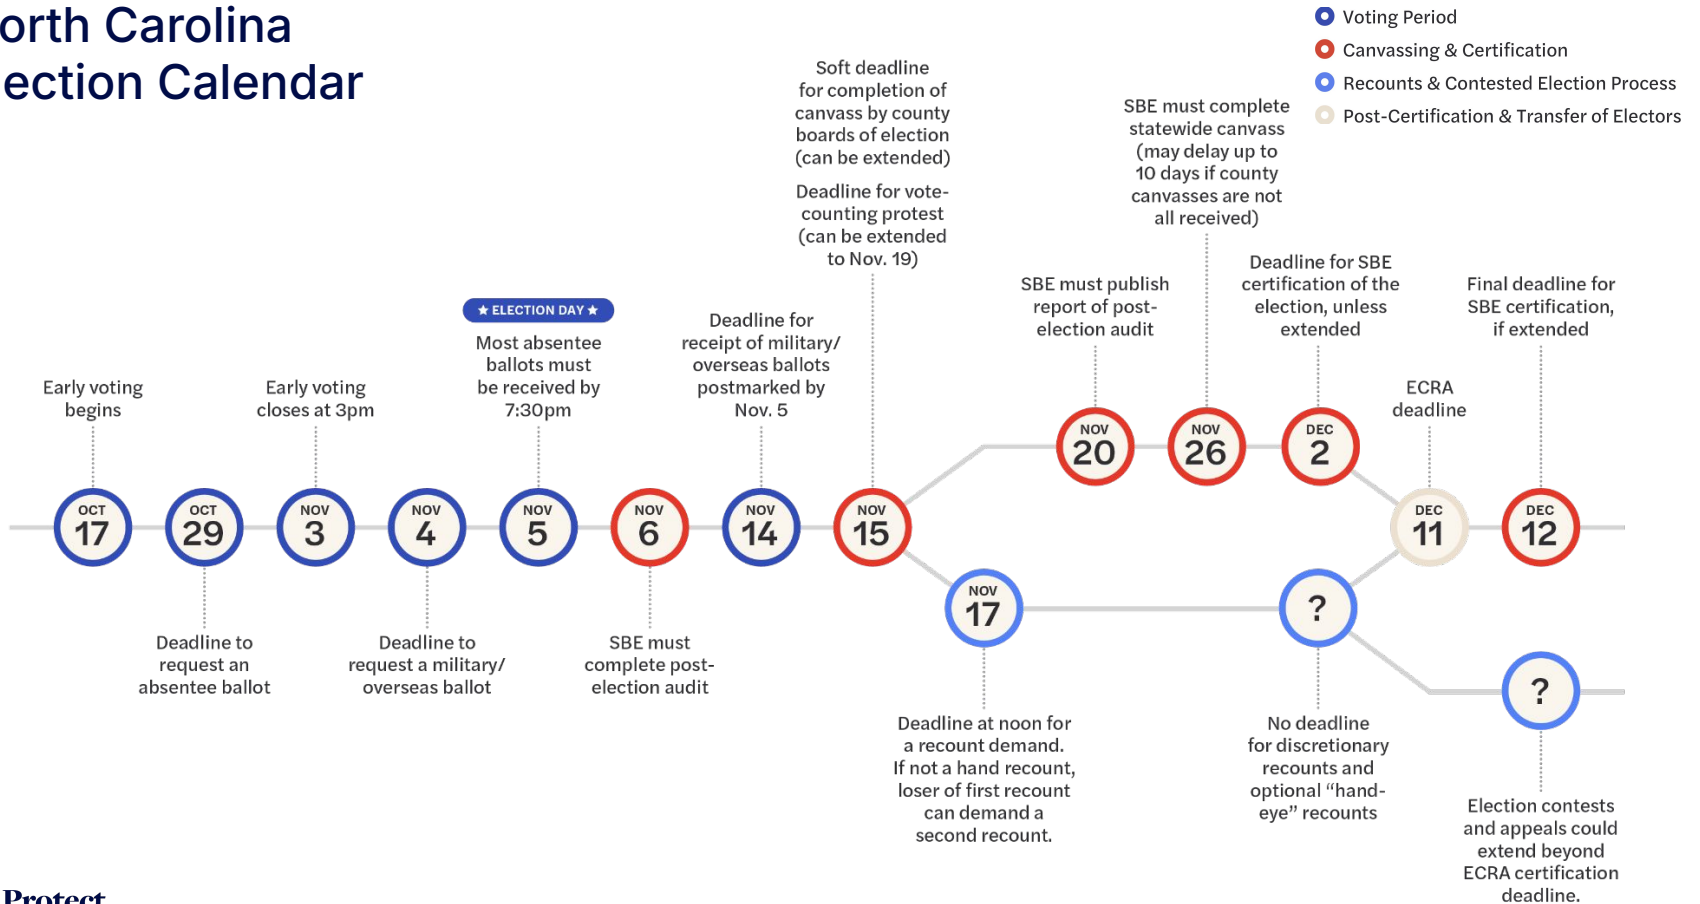 orth Carolina
ection Calendar
Voting Period
Canvassing & Certification
Recounts & Contested Election Process
Post-Certification & Transfer of Electors
Early voting
begins
OCT
17
OCT
29
Deadline to
request an
absentee ballot
Early voting
closes at 3pm
NOV
3
NOV
4
Deadline to
request a military/
overseas ballot
★ ELECTION DAY ★
Most absentee
ballots must
be received by
7:30pm
NOV
5
NOV
6
SBE must
complete post-
election audit
Deadline for
receipt of military/
overseas ballots
postmarked by
Nov. 5
NOV
14
Soft deadline
for completion of
canvass by county
boards of election
(can be extended)
Deadline for vote-
counting protest
(can be extended
to Nov. 19)
NOV
15
NOV
17
Deadline at noon for
a recount demand.
If not a hand recount,
loser of first recount
can demand a
second recount.
SBE must publish
report of post-
election audit
NOV
20
SBE must complete
statewide canvass
(may delay up to
10 days if county
canvasses are not
all received)
NOV
26
Deadline for SBE
certification of the
election, unless
extended
DEC
2
?
No deadline
for discretionary
recounts and
optional “hand-
eye” recounts
ECRA
deadline
DEC
11
Final deadline for
SBE certification,
if extended
DEC
12
?
Election contests
and appeals could
extend beyond
ECRA certification
deadline.
Protect